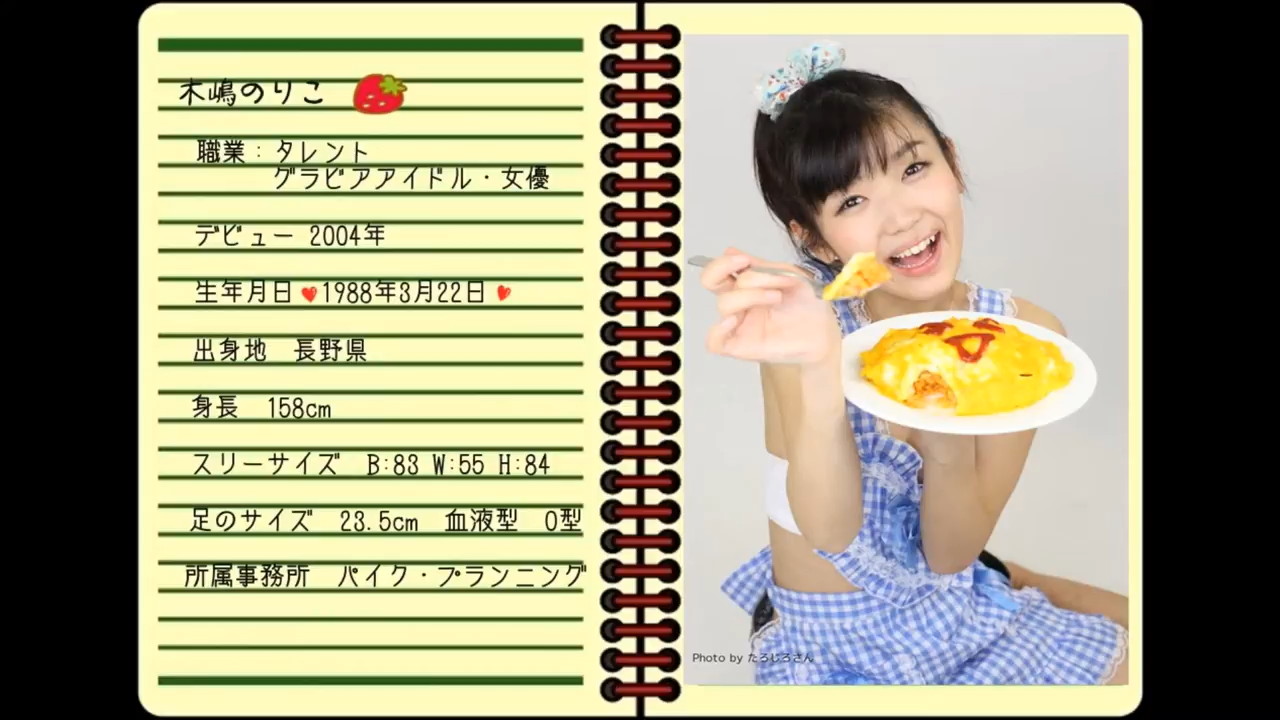 木嶋のりこ
職業：タレント
グラビアアイドル・女優
デビュー 2004年
生年月日 1988年3月22日
出身地 長野県
身長 158cm
スリーサイズ B:83 W:55 H:84
足のサイズ 23.5cm 血液型 O型
所属事務所 パイク・プランニング
Photo by たろじろさん